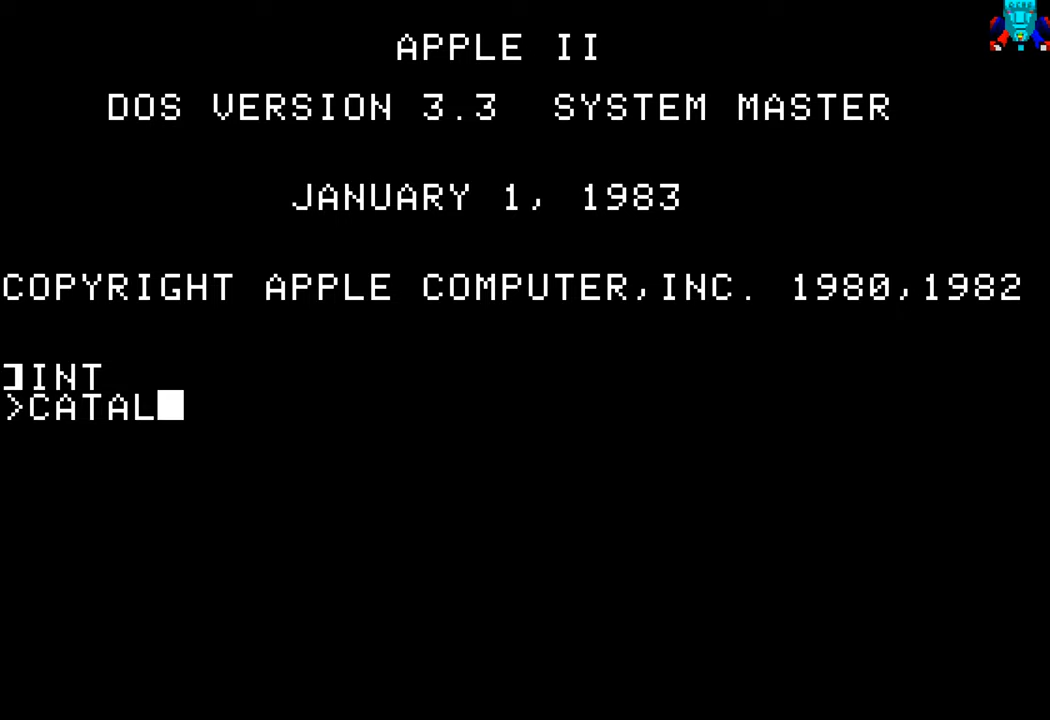 APPLE II
DOS VERSION 3.3 SYSTEM MASTER
JANUARY 1, 1983
COPYRIGHT APPLE COMPUTER,INC. 1980,1982
]INT
>CATAL